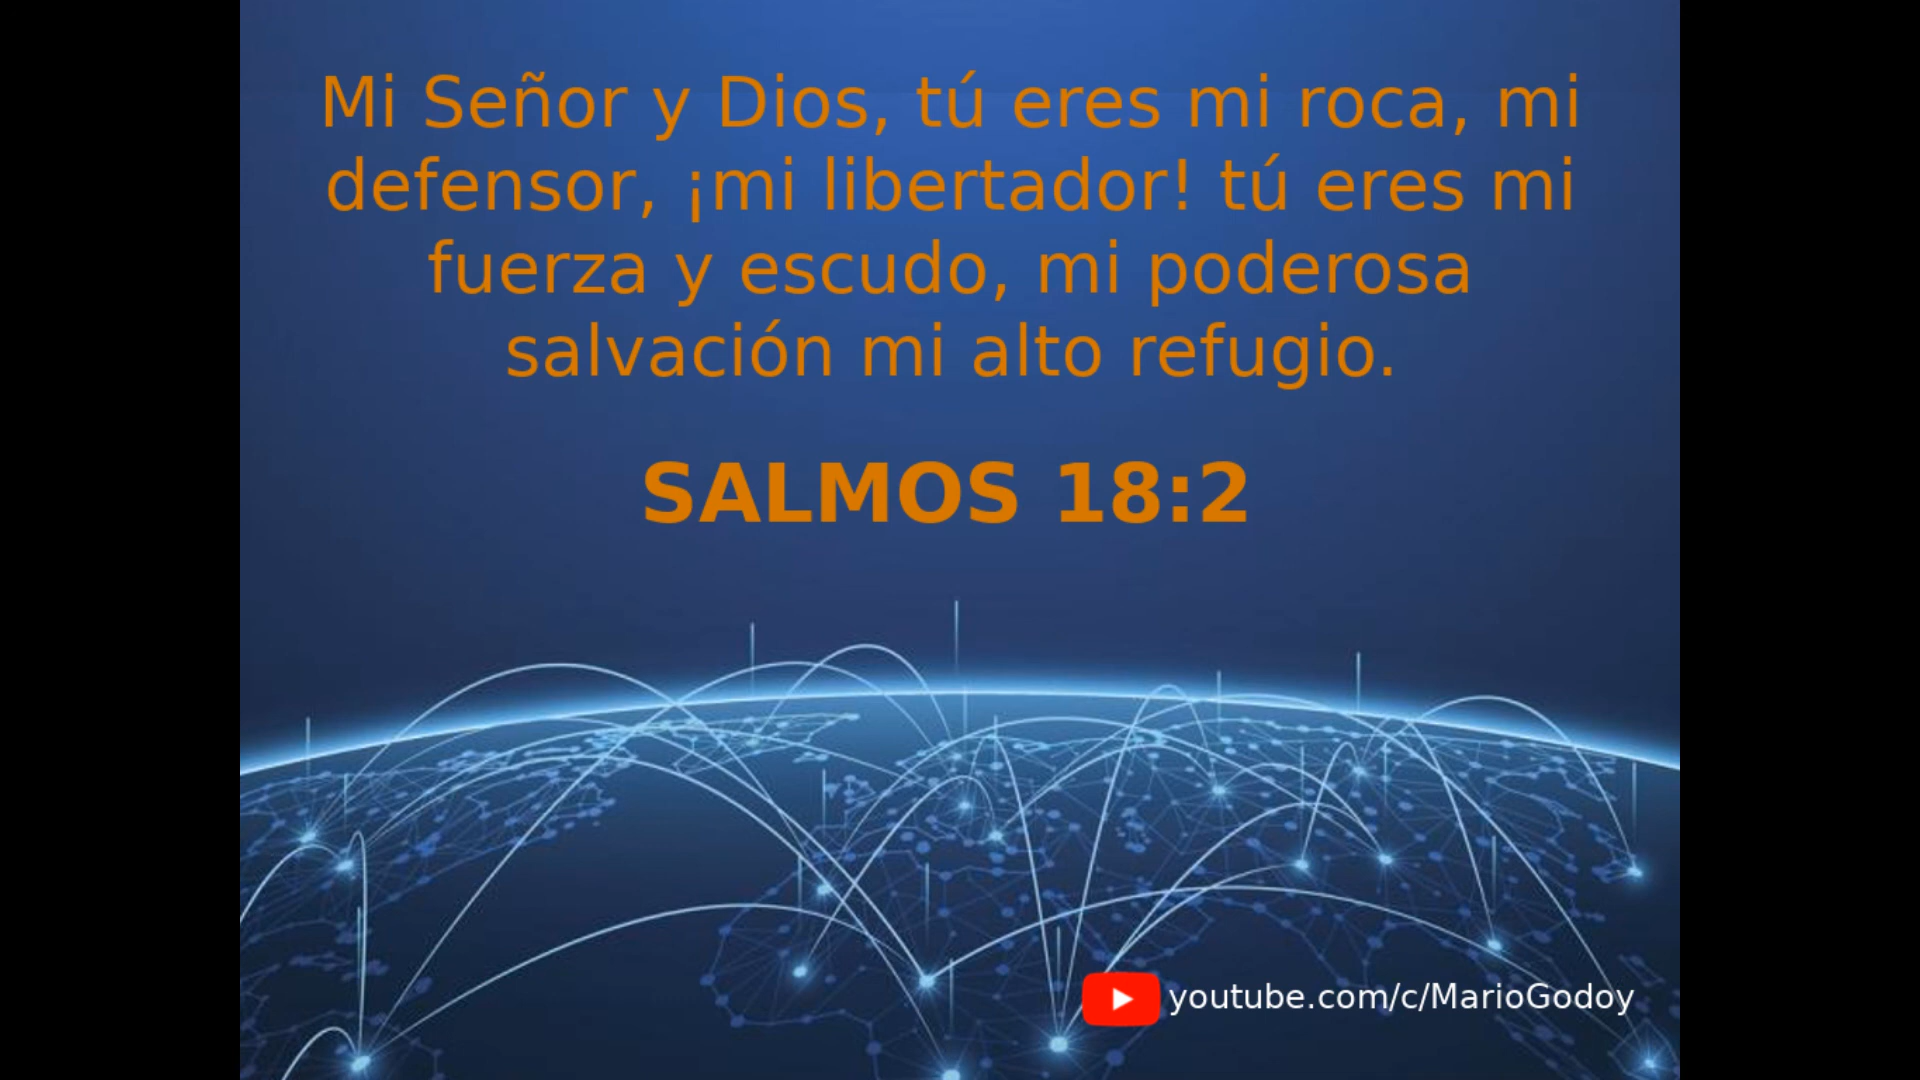 Mi Señor y Dios, tú eres mi roca, mi
defensor, ¡mi libertador! tú eres mi
fuerza y escudo, mi poderosa
salvación mi alto refugio.
SALMOS 18:2
youtube.com/c/MarioGodoy